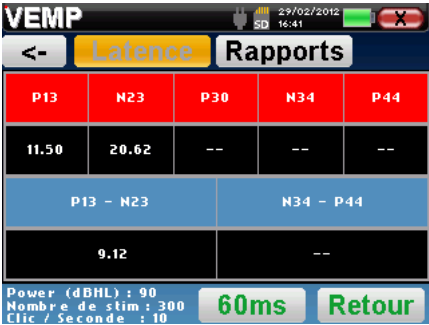 VEMP SD 29/02/2012
16:41 X
<- Latence Rapports
P13 N23 P30 N34 P44
11.50 20.62 -- -- --
P13 - N23 N34 - P44
9.12 --
Power (dBHL) : 90
Nombre de stim : 300
Clic / Seconde : 10
60ms Retour